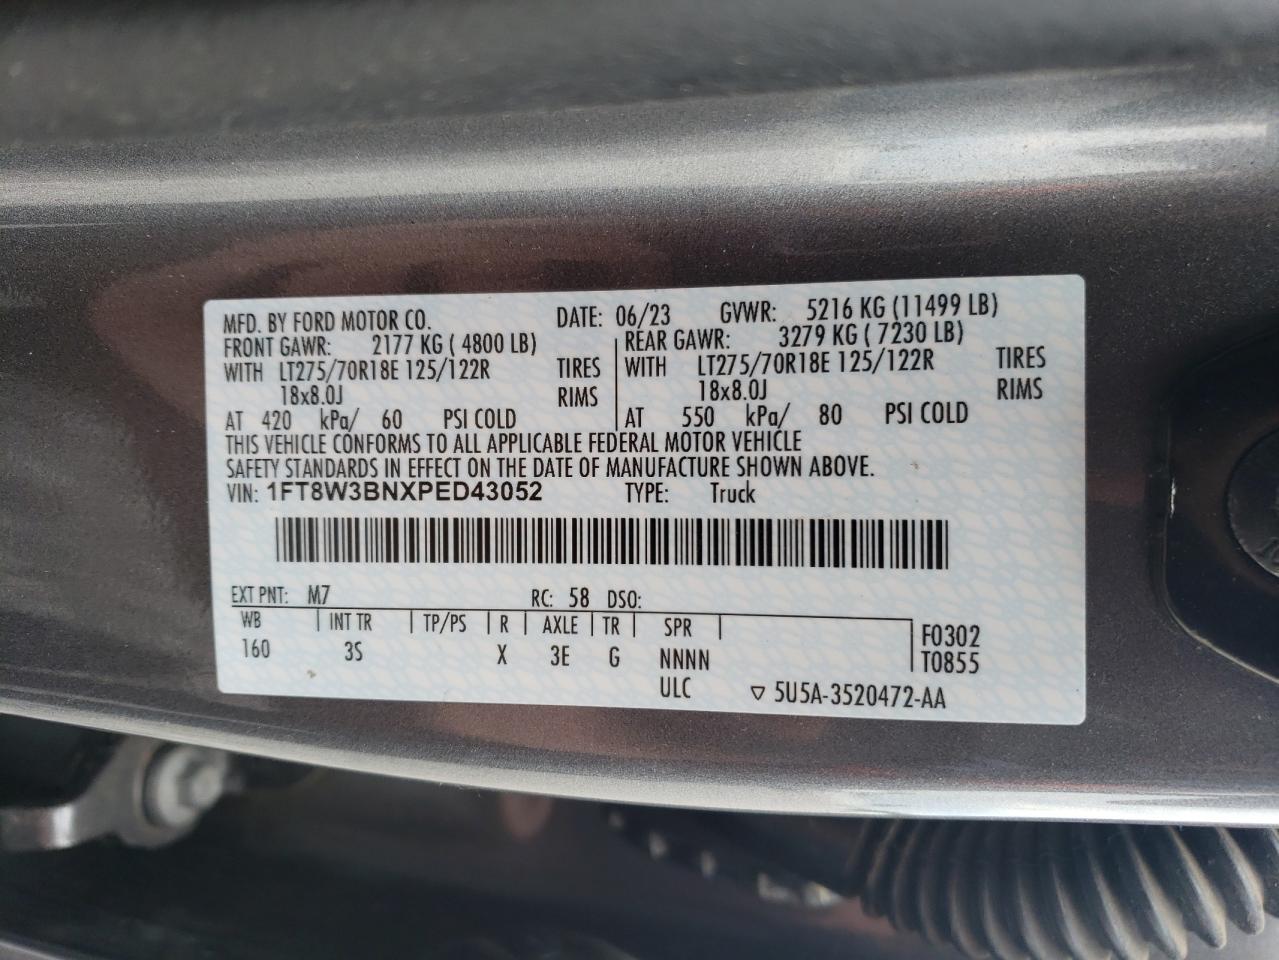 MFD. BY FORD MOTOR CO. DATE: 06/23 GVWR: 5216 KG (11499 LB)
FRONT GAWR: 2177 KG ( 4800 LB) REAR GAWR: 3279 KG ( 7230 LB)
WITH LT275/70R18E 125/122R TIRES WITH LT275/70R18E 125/122R TIRES
18x8.0J RIMS 18x8.0J RIMS
AT 420 kPa/ 60 PSI COLD AT 550 kPa/ 80 PSI COLD
THIS VEHICLE CONFORMS TO ALL APPLICABLE FEDERAL MOTOR VEHICLE
SAFETY STANDARDS IN EFFECT ON THE DATE OF MANUFACTURE SHOWN ABOVE.
VIN: 1FT8W3BNXPED43052 TYPE: Truck
EXT PNT: M7 RC: 58 DSO:
WB INT TR TP/PS R AXLE TR SPR F0302
160 3S X 3E G NNNN T0855
ULC ▽ 5U5A-3520472-AA